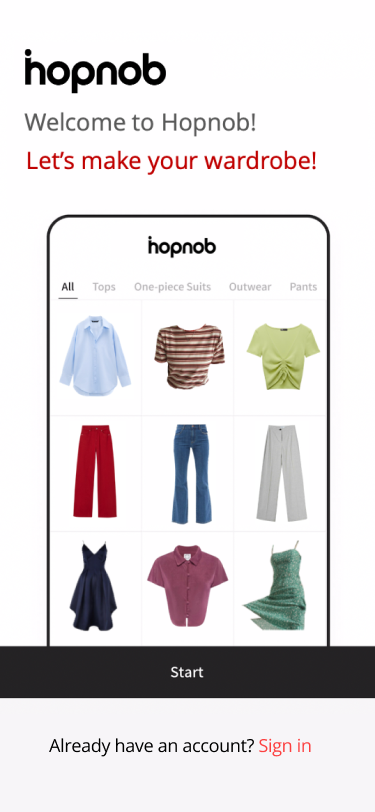 hopnob
Welcome to Hopnob!
Let's make your wardrobe!
hopnob
All Tops One-piece Suits Outwear Pants
Start
Already have an account? Sign in